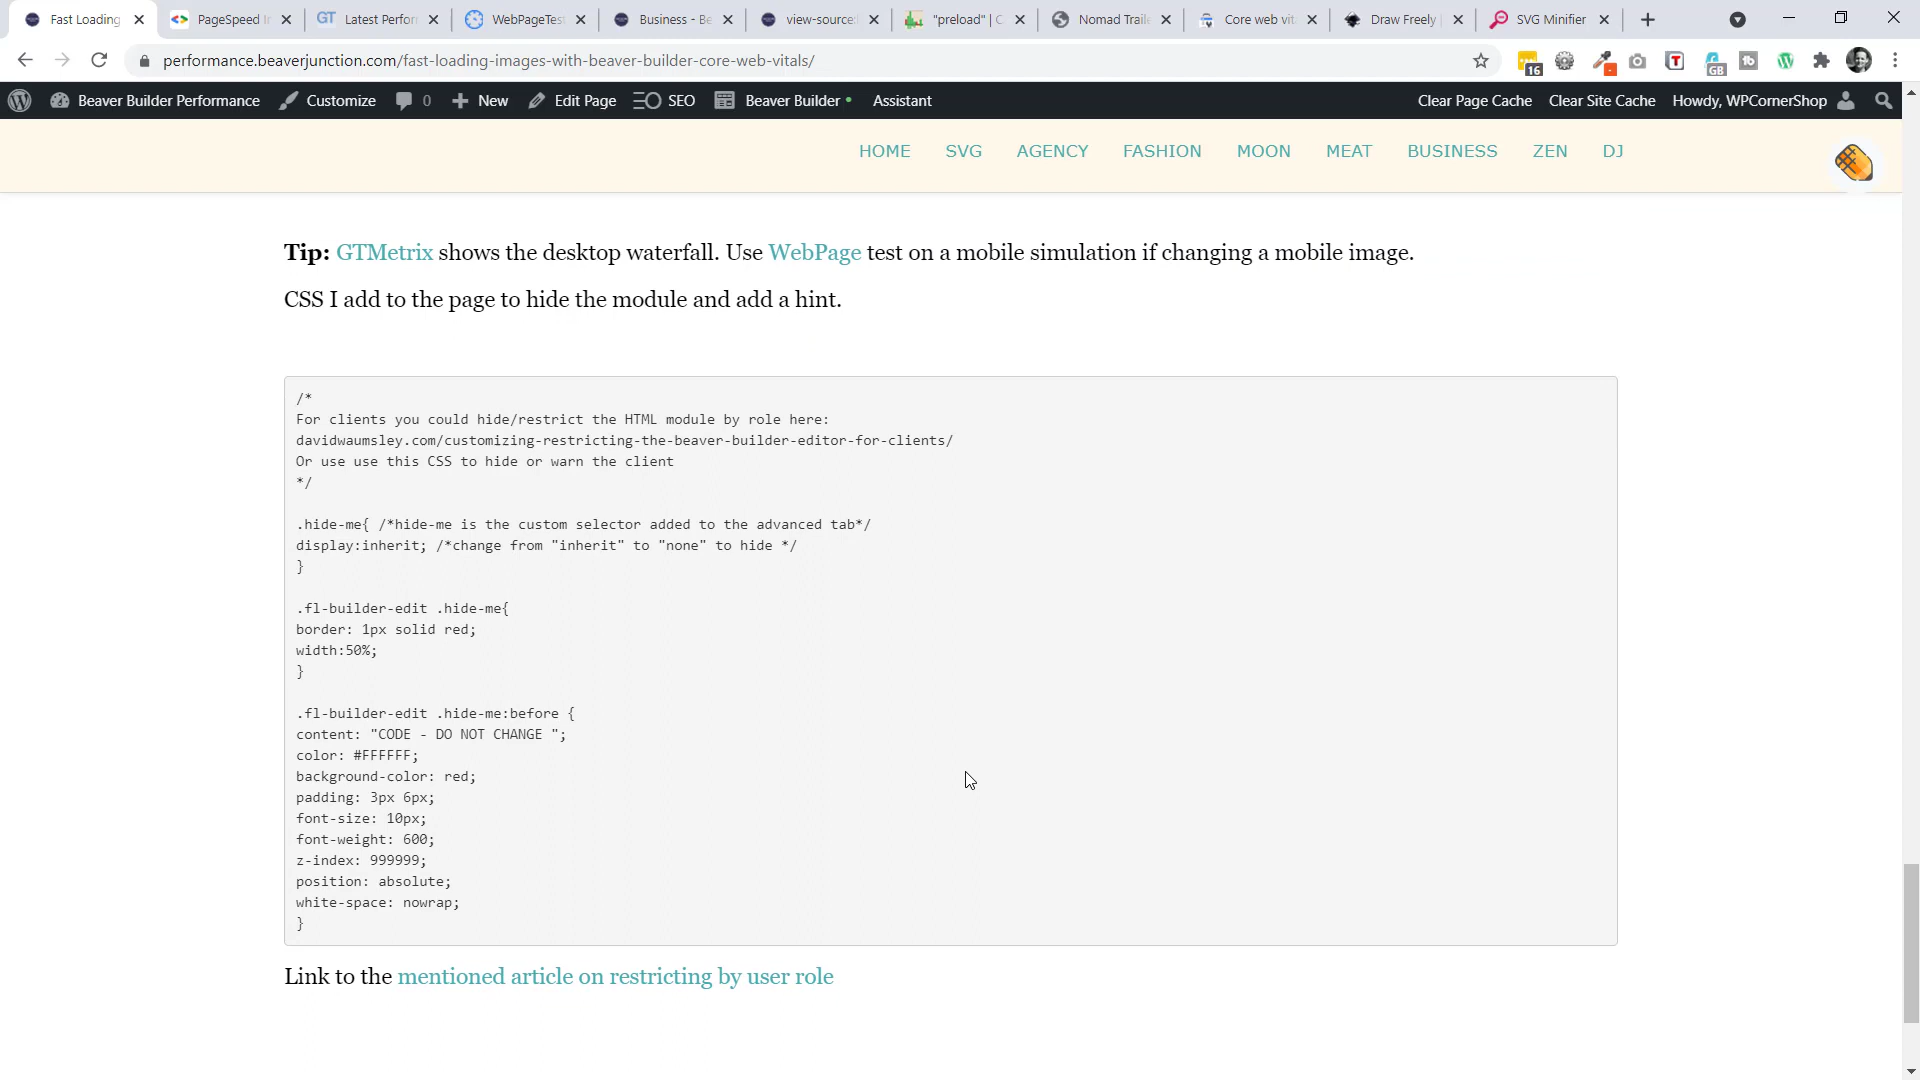 Fast Loading
PageSpeed In
GT Latest Perfor
WebPageTes
Business - Be
view-source:
"preload" | C
Nomad Traile
Core web vit
Draw Freely |
SVG Minifier
performance.beaverjunction.com/fast-loading-images-with-beaver-builder-core-web-vitals/
16
T
GB
Beaver Builder Performance Customize 0 New Edit Page SEO Beaver Builder Assistant Clear Page Cache Clear Site Cache Howdy, WPCornerShop
HOME SVG AGENCY FASHION MOON MEAT BUSINESS ZEN DJ
Tip: GTMetrix shows the desktop waterfall. Use WebPage test on a mobile simulation if changing a mobile image.
CSS I add to the page to hide the module and add a hint.
/*
For clients you could hide/restrict the HTML module by role here:
davidwaumsley.com/customizing-restricting-the-beaver-builder-editor-for-clients/
Or use use this CSS to hide or warn the client
*/
.hide-me{ /*hide-me is the custom selector added to the advanced tab*/
display:inherit; /*change from "inherit" to "none" to hide */
}
.fl-builder-edit .hide-me{
border: 1px solid red;
width:50%;
}
.fl-builder-edit .hide-me:before {
content: "CODE - DO NOT CHANGE ";
color: #FFFFFF;
background-color: red;
padding: 3px 6px;
font-size: 10px;
font-weight: 600;
z-index: 999999;
position: absolute;
white-space: nowrap;
}
Link to the mentioned article on restricting by user role